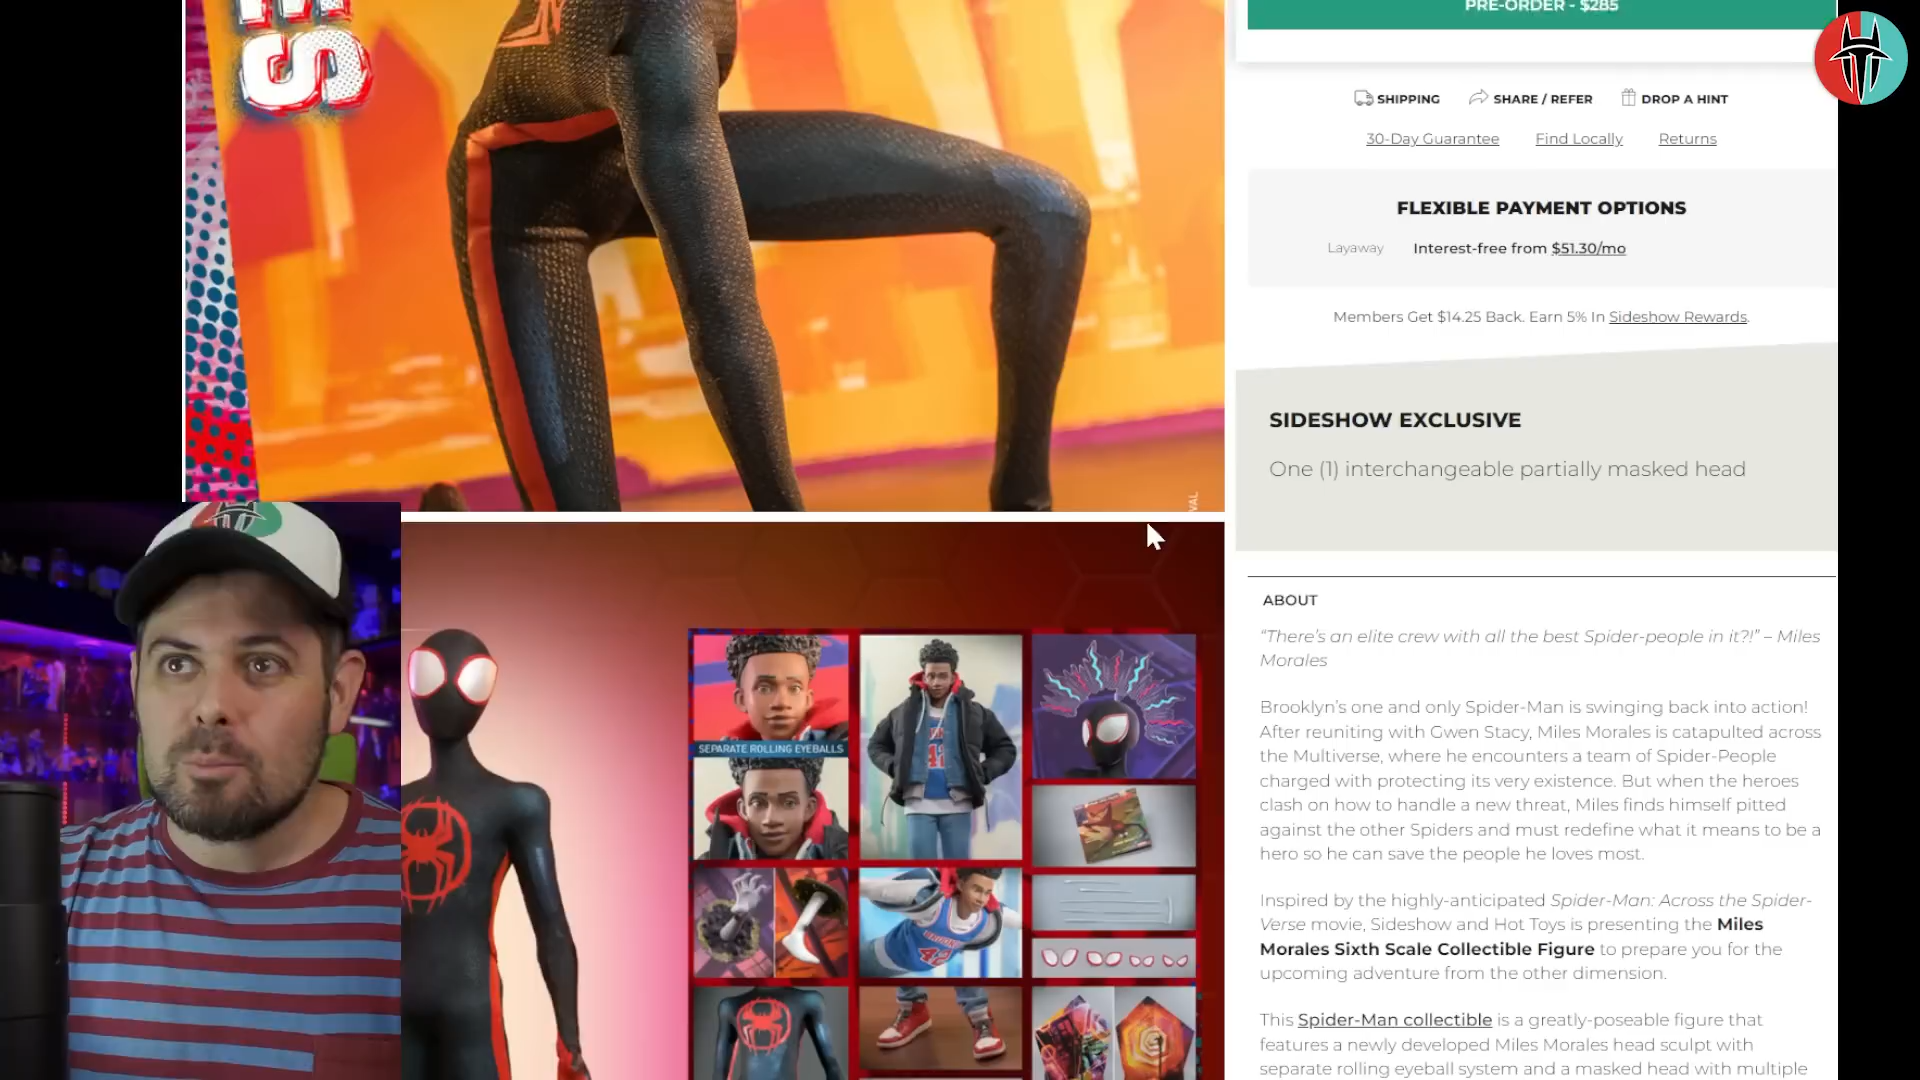 PRE-ORDER - $285
SHIPPING SHARE / REFER DROP A HINT
30-Day Guarantee Find Locally Returns
FLEXIBLE PAYMENT OPTIONS
Layaway Interest-free from $51.30/mo
Members Get $14.25 Back. Earn 5% In Sideshow Rewards.
SIDESHOW EXCLUSIVE
One (1) interchangeable partially masked head
ABOUT
“There’s an elite crew with all the best Spider-people in it?!” – Miles
Morales
Brooklyn’s one and only Spider-Man is swinging back into action!
After reuniting with Gwen Stacy, Miles Morales is catapulted across
the Multiverse, where he encounters a team of Spider-People
charged with protecting its very existence. But when the heroes
clash on how to handle a new threat, Miles finds himself pitted
against the other Spiders and must redefine what it means to be a
hero so he can save the people he loves most.
Inspired by the highly-anticipated Spider-Man: Across the Spider-
Verse movie, Sideshow and Hot Toys is presenting the Miles
Morales Sixth Scale Collectible Figure to prepare you for the
upcoming adventure from the other dimension.
This Spider-Man collectible is a greatly-poseable figure that
features a newly developed Miles Morales head sculpt with
separate rolling eyeball system and a masked head with multiple
SEPARATE ROLLING EYEBALLS
42